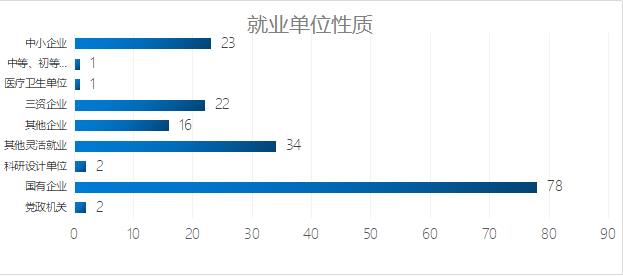 就业单位性质
中小企业 23
中等、初等... 1
医疗卫生单位 1
三资企业 22
其他企业 16
其他灵活就业 34
科研设计单位 2
国有企业 78
党政机关 2
0 10 20 30 40 50 60 70 80 90